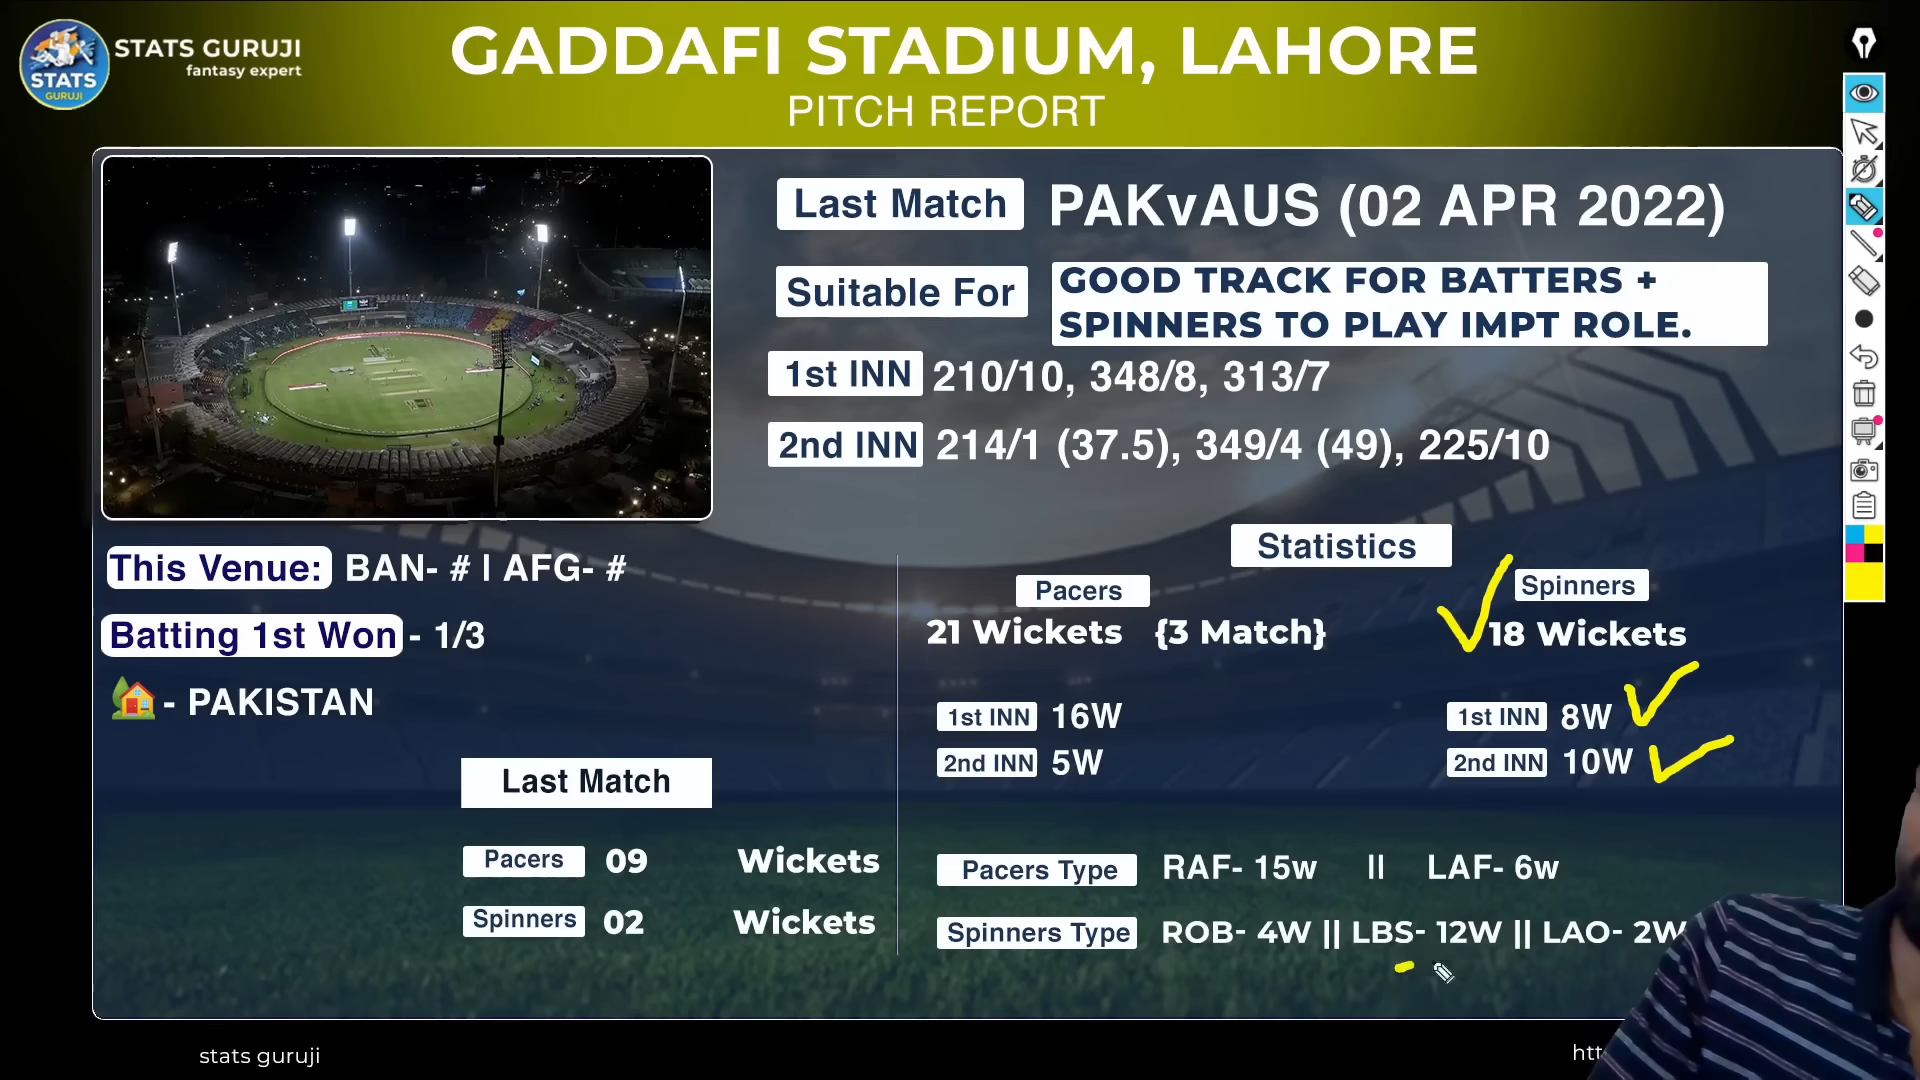 STATS GURUJI
fantasy expert
STATS
GURUJI
GADDAFI STADIUM, LAHORE
PITCH REPORT
Last Match PAKvAUS (02 APR 2022)
Suitable For GOOD TRACK FOR BATTERS +
SPINNERS TO PLAY IMPT ROLE.
1st INN 210/10, 348/8, 313/7
2nd INN 214/1 (37.5), 349/4 (49), 225/10
This Venue: BAN- # | AFG- #
Batting 1st Won - 1/3
- PAKISTAN
Last Match
Pacers 09 Wickets
Spinners 02 Wickets
Statistics
Pacers Spinners
21 Wickets {3 Match} 18 Wickets
1st INN 16W 1st INN 8W
2nd INN 5W 2nd INN 10W
Pacers Type RAF- 15w || LAF- 6w
Spinners Type ROB- 4W || LBS- 12W || LAO- 2W
stats guruji